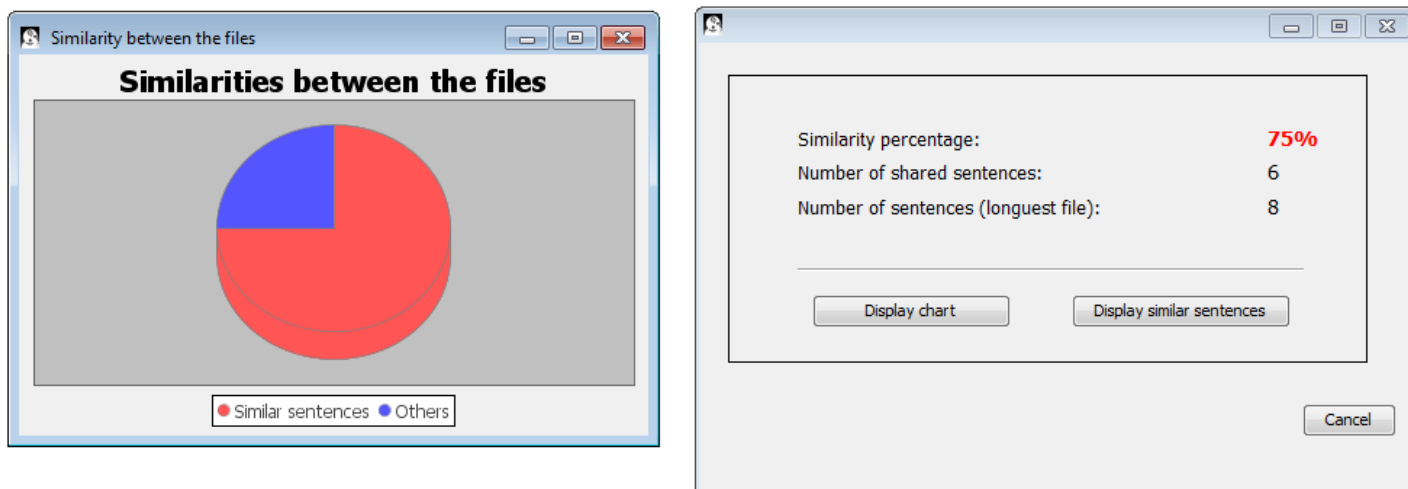 Similarity between the files
Similarities between the files
Similar sentences Others
Similarity percentage: 75%
Number of shared sentences: 6
Number of sentences (longuest file): 8
Display chart Display similar sentences
Cancel